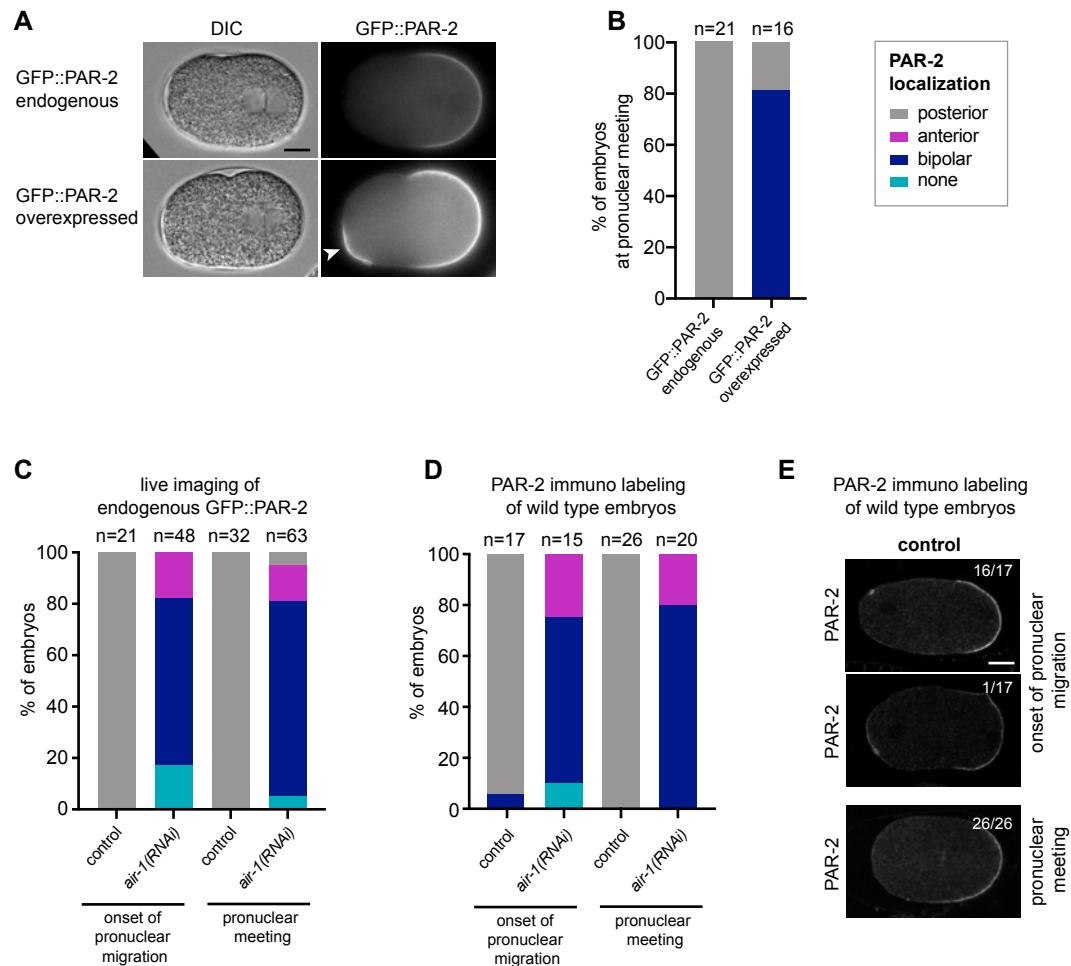 A
DIC
GFP::PAR-2
GFP::PAR-2
endogenous
GFP::PAR-2
overexpressed
B
n=21
n=16
100
80
60
40
20
0
% of embryos
at pronuclear meeting
GFP::PAR-2
endogenous
GFP::PAR-2
overexpressed
PAR-2
localization
posterior
anterior
bipolar
none
C
live imaging of
endogenous GFP::PAR-2
n=21
n=48
n=32
n=63
100
80
60
40
20
0
% of embryos
control
air-1(RNAi)
control
air-1(RNAi)
onset of
pronuclear
migration
pronuclear
meeting
D
PAR-2 immuno labeling
of wild type embryos
n=17
n=15
n=26
n=20
100
80
60
40
20
0
% of embryos
control
air-1(RNAi)
control
air-1(RNAi)
onset of
pronuclear
migration
pronuclear
meeting
E
PAR-2 immuno labeling
of wild type embryos
control
PAR-2
16/17
PAR-2
1/17
onset of pronuclear
migration
PAR-2
26/26
pronuclear
meeting